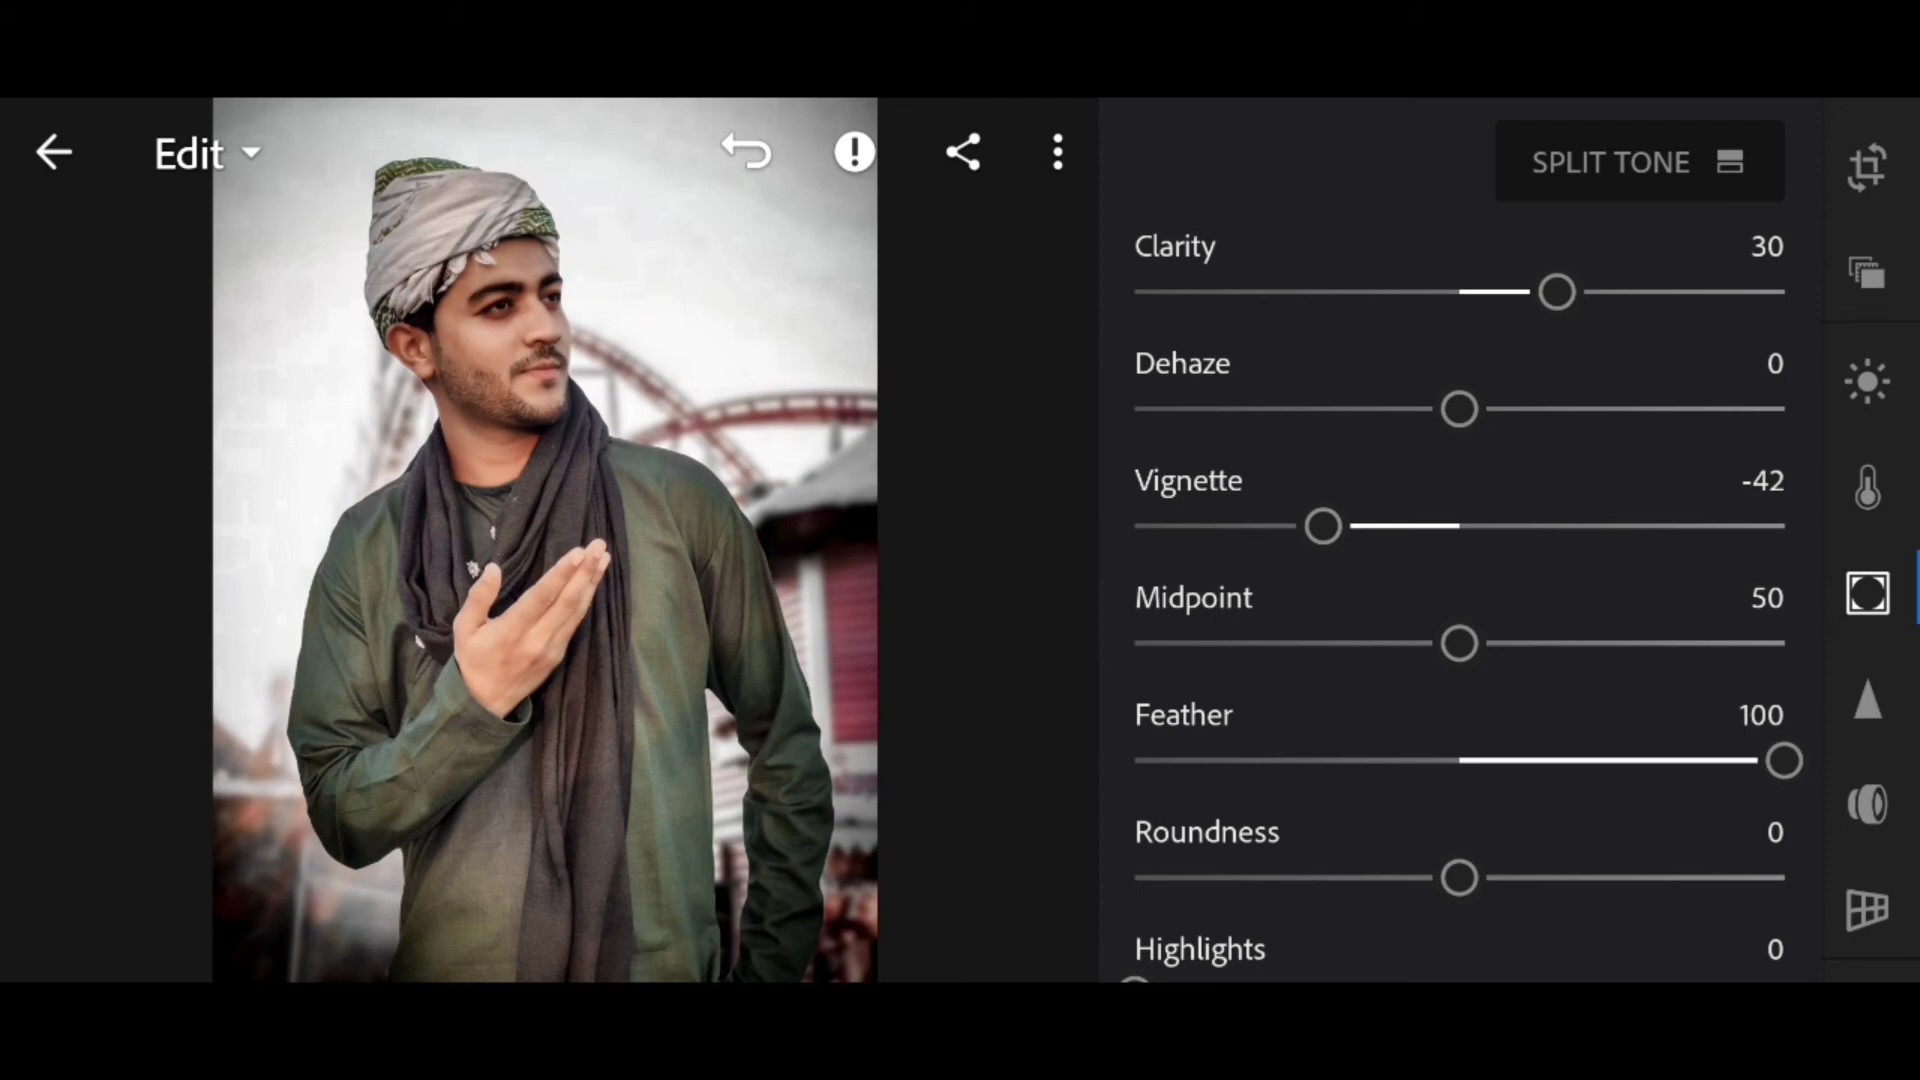 Edit
SPLIT TONE
Clarity 30
Dehaze 0
Vignette -42
Midpoint 50
Feather 100
Roundness 0
Highlights 0